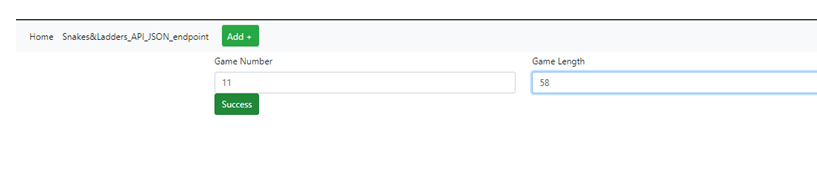 Home Snakes&Ladders_API_JSON_endpoint Add +
Game Number Game Length
11 58
Success